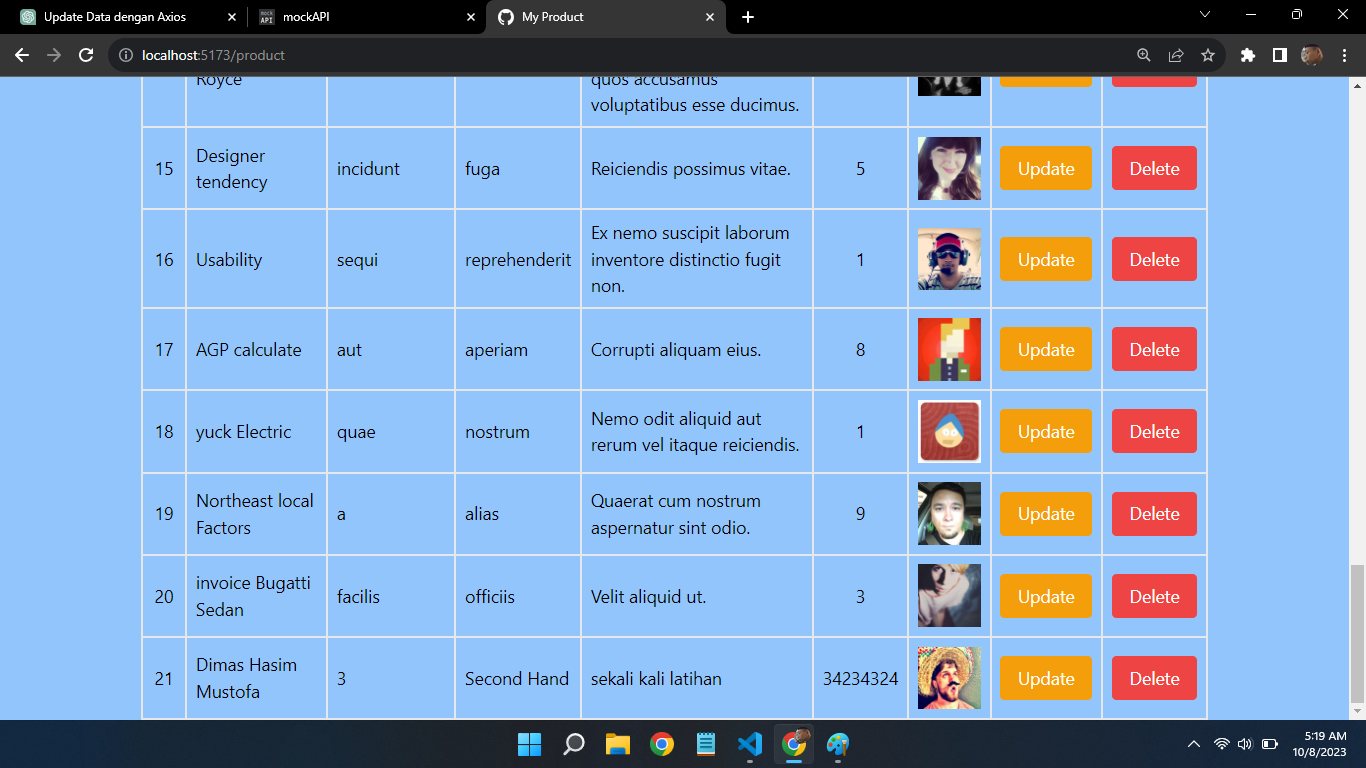 Update Data dengan Axios
mockAPI
My Product
localhost:5173/product
Royce
quos accusamus
voluptatibus esse ducimus.
15 Designer tendency incidunt fuga Reiciendis possimus vitae. 5 Update Delete
16 Usability sequi reprehenderit Ex nemo suscipit laborum inventore distinctio fugit non. 1 Update Delete
17 AGP calculate aut aperiam Corrupti aliquam eius. 8 Update Delete
18 yuck Electric quae nostrum Nemo odit aliquid aut rerum vel itaque reiciendis. 1 Update Delete
19 Northeast local Factors a alias Quaerat cum nostrum aspernatur sint odio. 9 Update Delete
20 invoice Bugatti Sedan facilis officiis Velit aliquid ut. 3 Update Delete
21 Dimas Hasim Mustofa 3 Second Hand sekali kali latihan 34234324 Update Delete
5:19 AM
10/8/2023